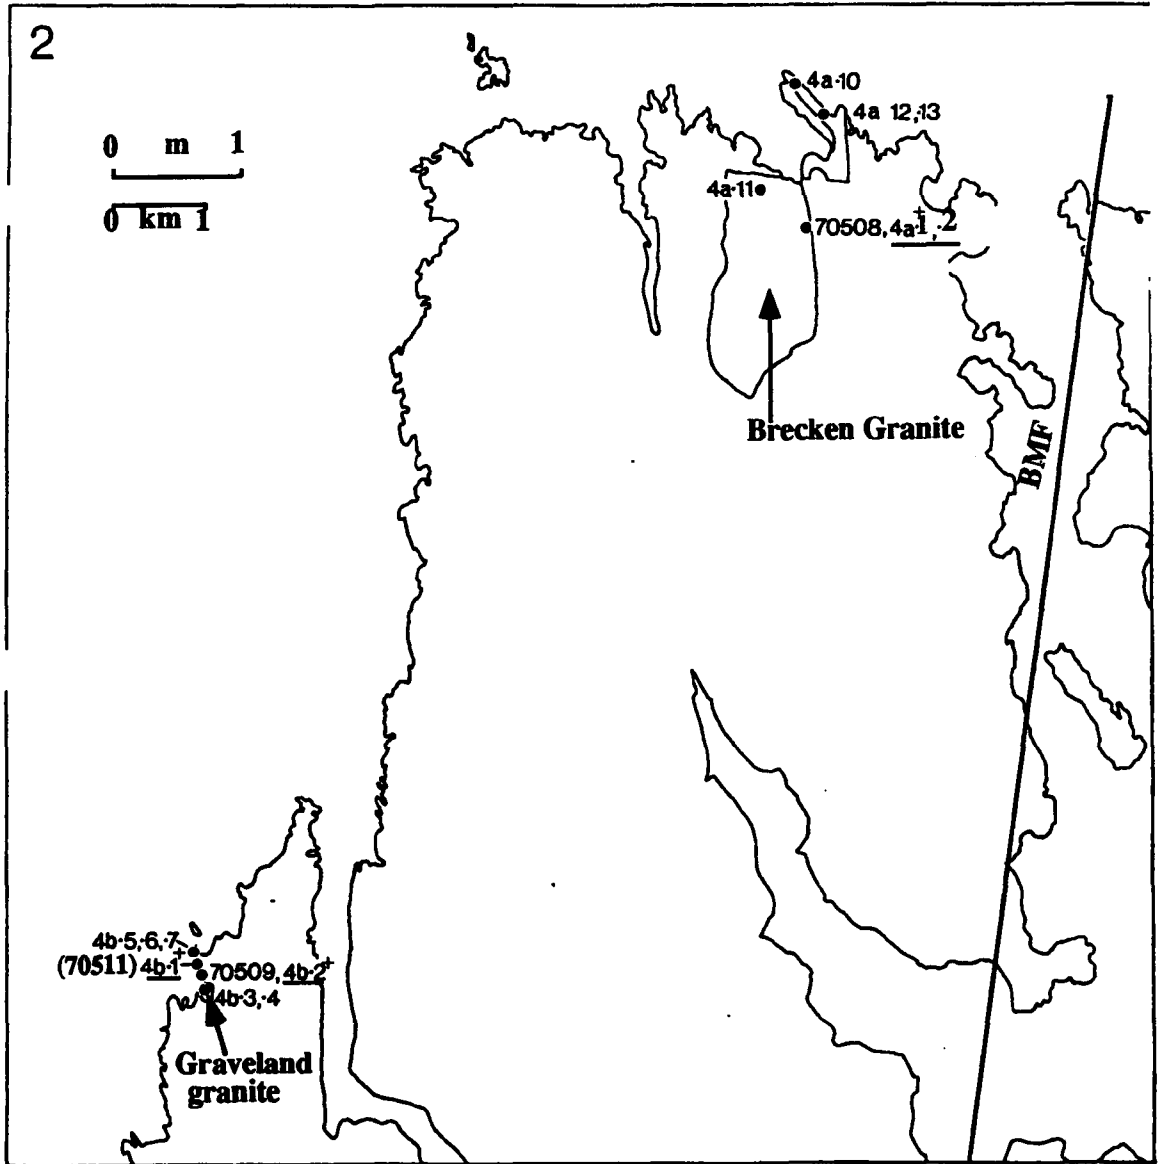 2
0 m 1
0 km 1
4a·10
4a 12,·13
4a·11
70508, 4a·1+, ·2
Brecken Granite
BMF
4b·5,·6,·7
(70511) 4b·1+
70509, 4b·2+
4b·3,·4
Graveland
granite